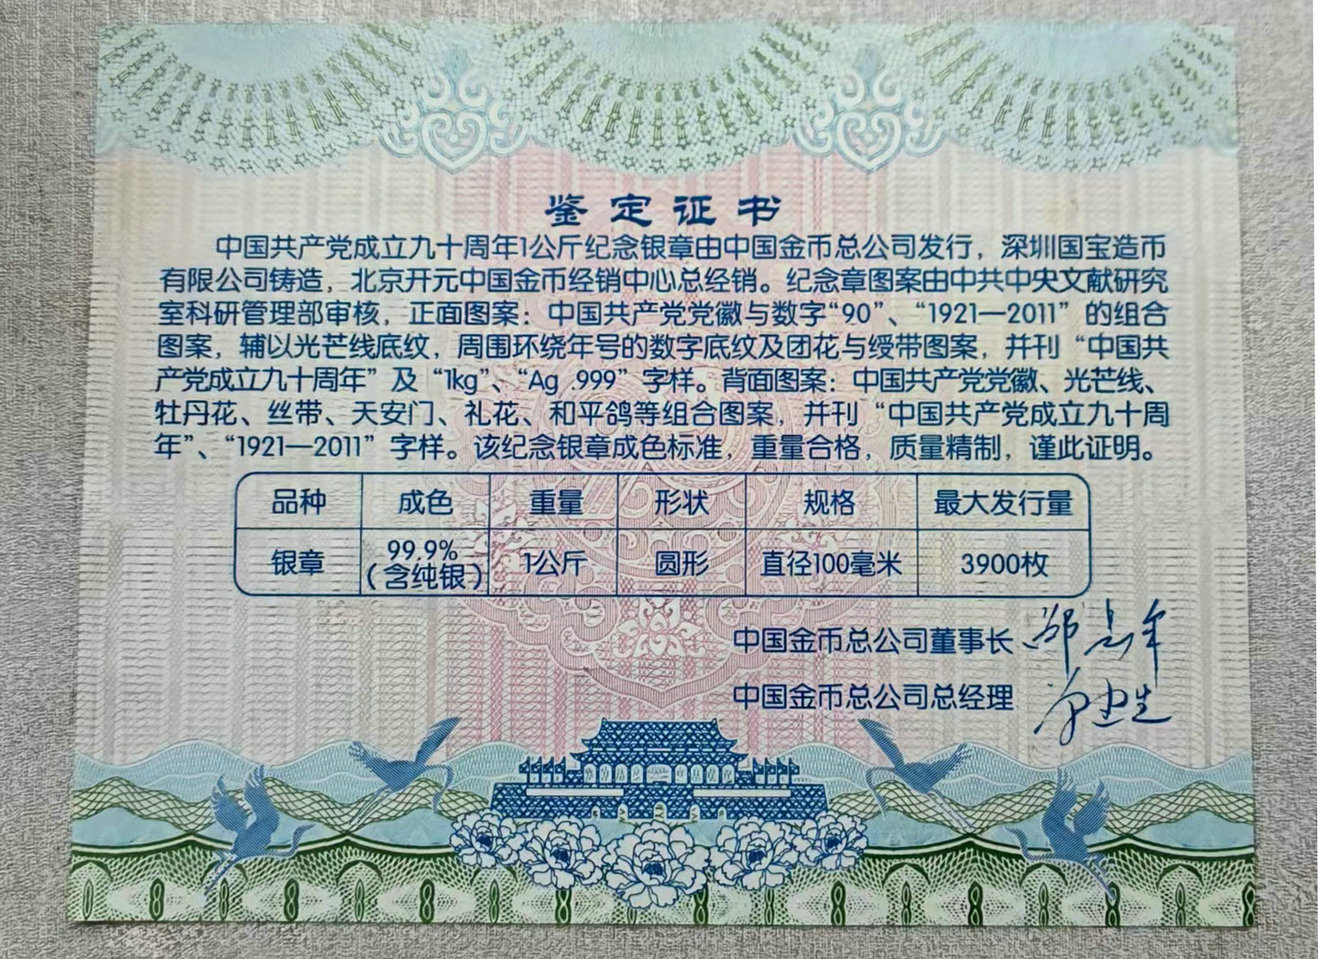 鉴定证书
中国共产党成立九十周年1公斤纪念银章由中国金币总公司发行，深圳国宝造币
有限公司铸造，北京开元中国金币经销中心总经销。纪念章图案由中共中央文献研究
室科研管理部审核，正面图案：中国共产党党徽与数字“90”、“1921—2011”的组合
图案，辅以光芒线底纹，周围环绕年号的数字底纹及团花与绶带图案，并刊“中国共
产党成立九十周年”及“1kg”、“Ag .999”字样。背面图案：中国共产党党徽、光芒线、
牡丹花、丝带、天安门、礼花、和平鸽等组合图案，并刊“中国共产党成立九十周
年”、“1921—2011”字样。该纪念银章成色标准，重量合格，质量精制，谨此证明。
品种 成色 重量 形状 规格 最大发行量
银章 99.9%（含纯银） 1公斤 圆形 直径100毫米 3900枚
中国金币总公司董事长
中国金币总公司总经理